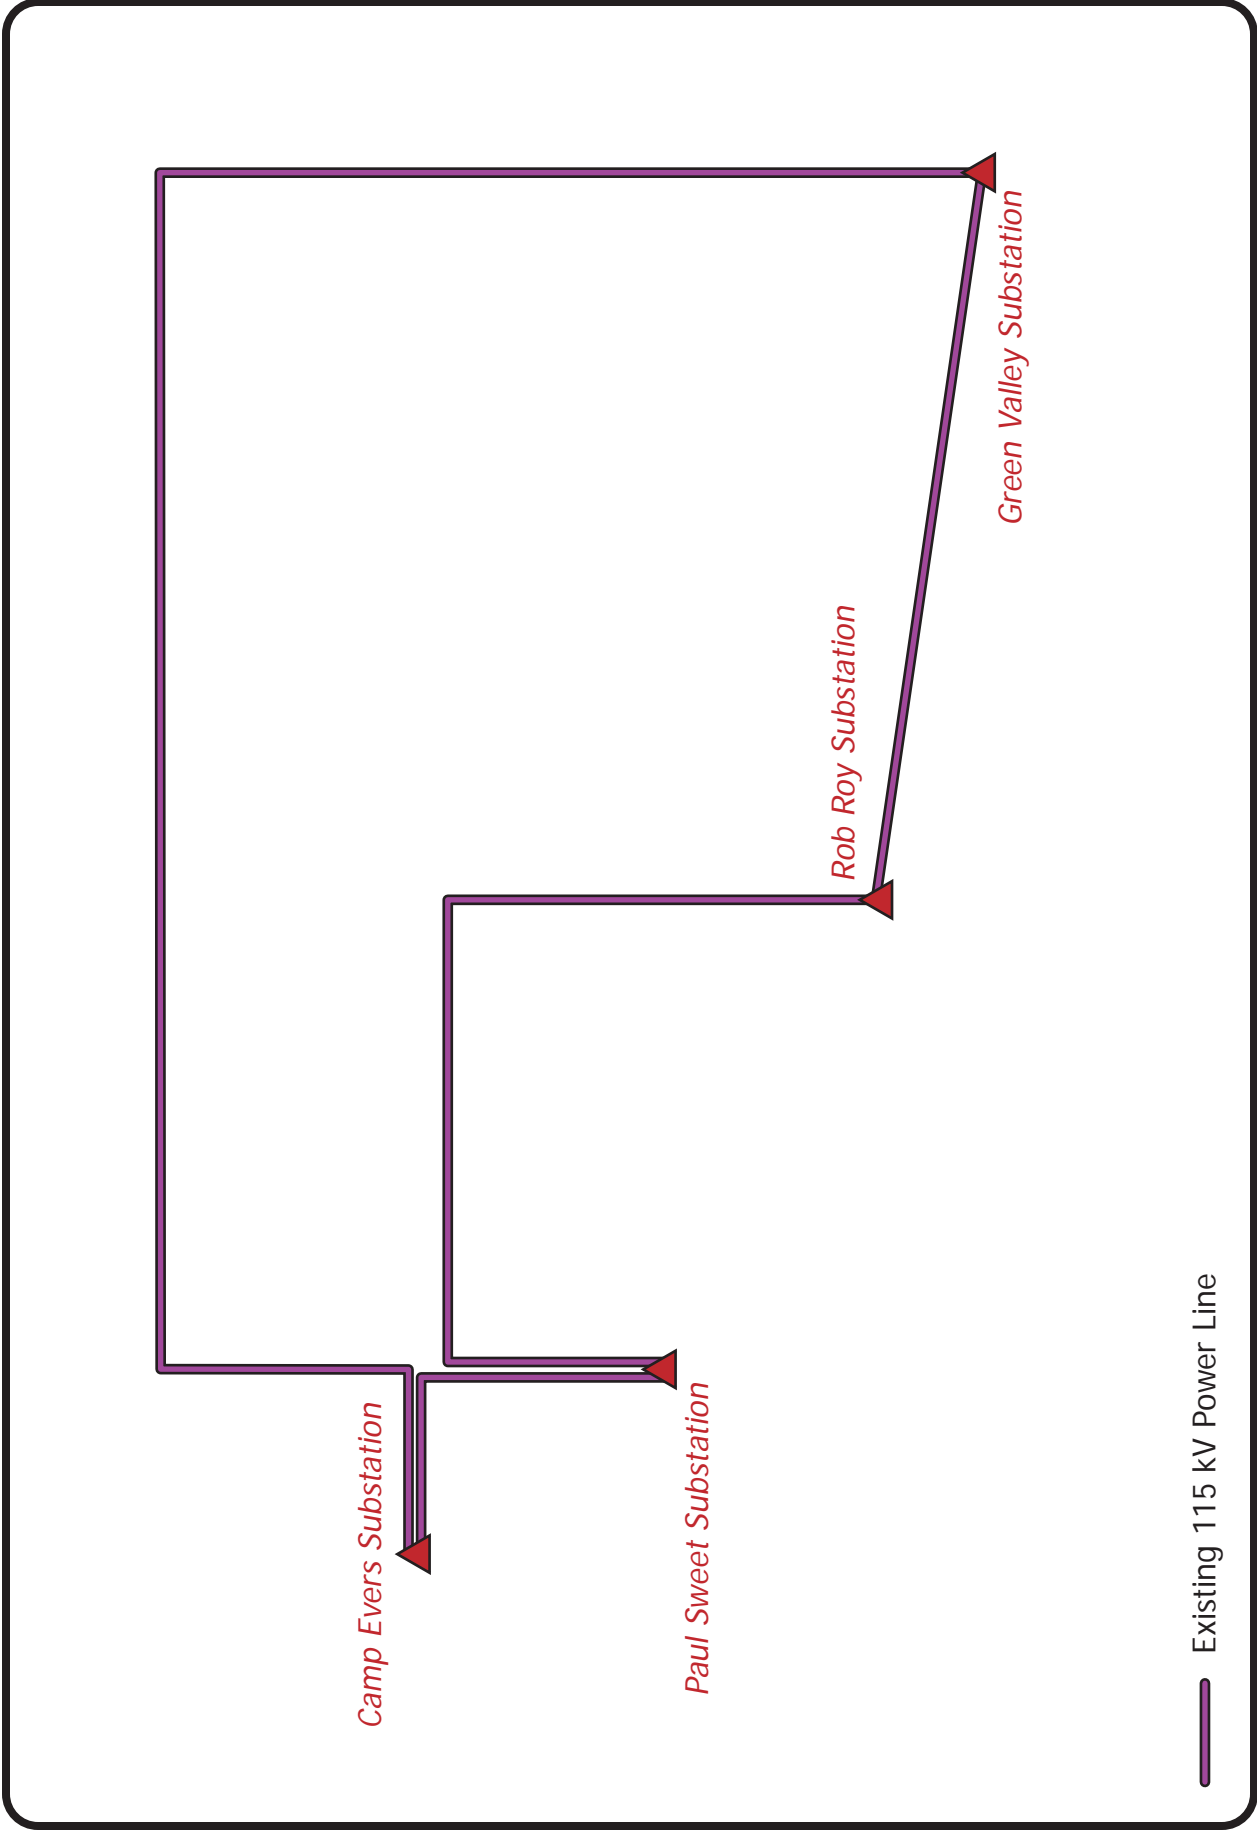 Camp Evers Substation
Paul Sweet Substation
Rob Roy Substation
Green Valley Substation
Existing 115 kV Power Line